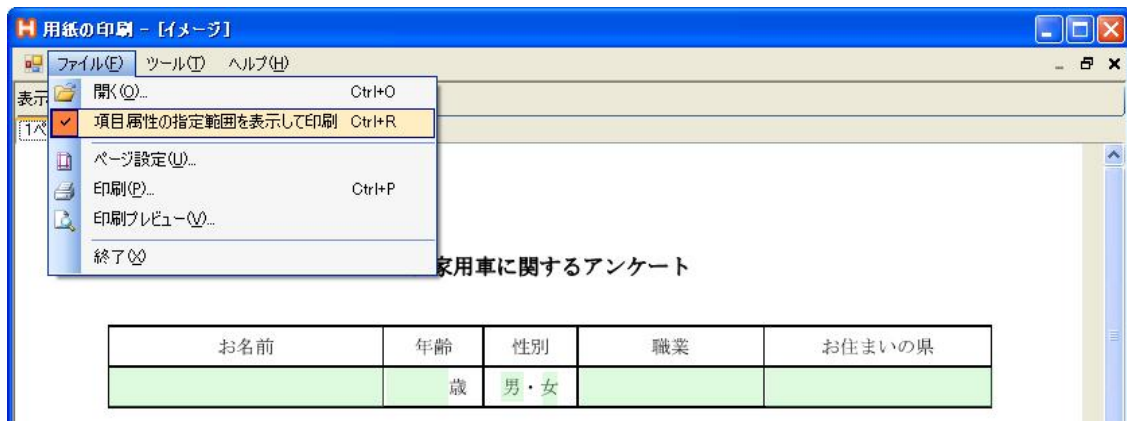 用紙の印刷 - [イメージ]
ファイル(F) ツール(T) ヘルプ(H)
表示
開く(O)... Ctrl+O
1ペ
項目属性の指定範囲を表示して印刷 Ctrl+R
ページ設定(U)...
印刷(P)... Ctrl+P
印刷プレビュー(V)...
終了(X)
家用車に関するアンケート
お名前 年齢 性別 職業 お住まいの県
歳 男・女